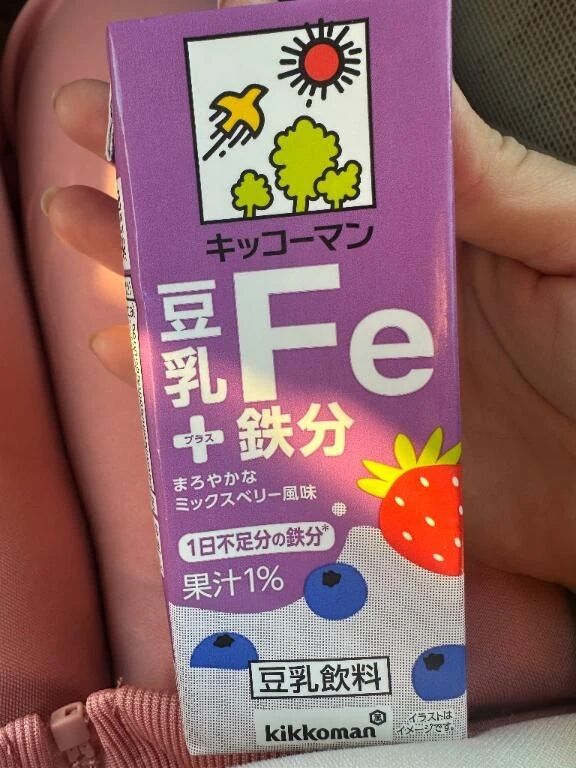 キッコーマン
豆乳
Fe
プラス
+鉄分
まろやかな
ミックスベリー風味
1日不足分の鉄分*
果汁1%
豆乳飲料
kikkoman
イラストは
イメージです。